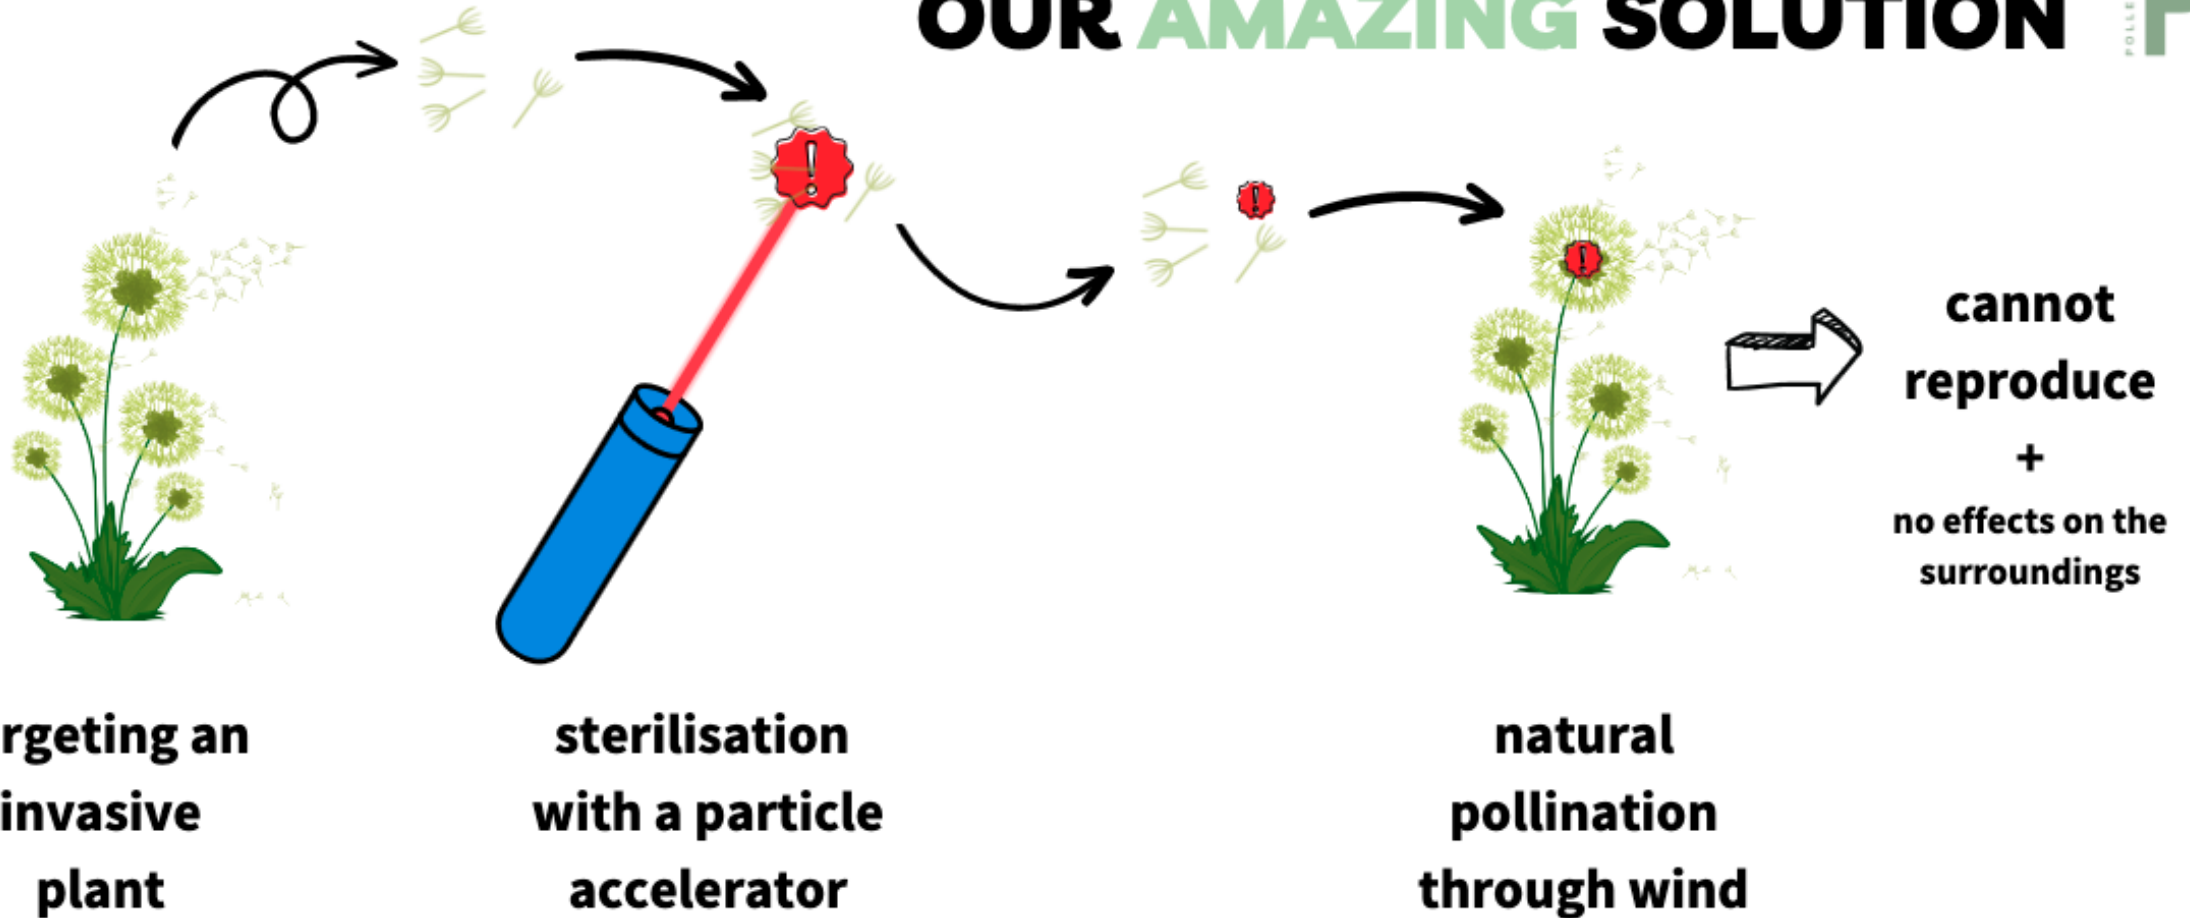 OUR AMAZING SOLUTION
POLLE
cannot
reproduce
+
no effects on the
surroundings
rgeting an
invasive
plant
sterilisation
with a particle
accelerator
natural
pollination
through wind